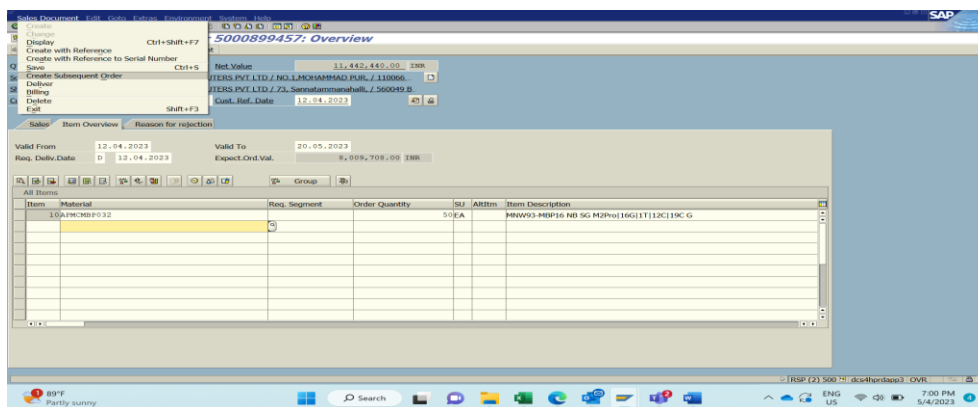 Sales Document Edit Goto Extras Environment System Help
SAP
Create
Change
Display Ctrl+Shift+F7
Create with Reference
Create with Reference to Serial Number
Save Ctrl+S
Create Subsequent Order
Deliver
Billing
Delete
Exit Shift+F3
5000899457: Overview
Net Value 11,442,440.00 INR
UTERS PVT LTD / NO.1,MOHAMMAD PUR, / 110066
UTERS PVT LTD / 73, Sannatammanahalli, / 560049 B
Cust. Ref. Date 12.04.2023
Sales Item Overview Reason for rejection
Valid From 12.04.2023 Valid To 20.05.2023
Req. Deliv.Date D 12.04.2023 Expect.Ord.Val. 8,009,708.00 INR
Group
All Items
Item Material Req. Segment Order Quantity SU AltItm Item Description
10 APMCMBP032 50 EA MNW93-MBP16 NB SG M2Pro|16G|1T|12C|19C G
RSP (2) 500 dcs4hprdapp3 OVR
89°F
Partly sunny
Search
ENG
US
7:00 PM
5/4/2023